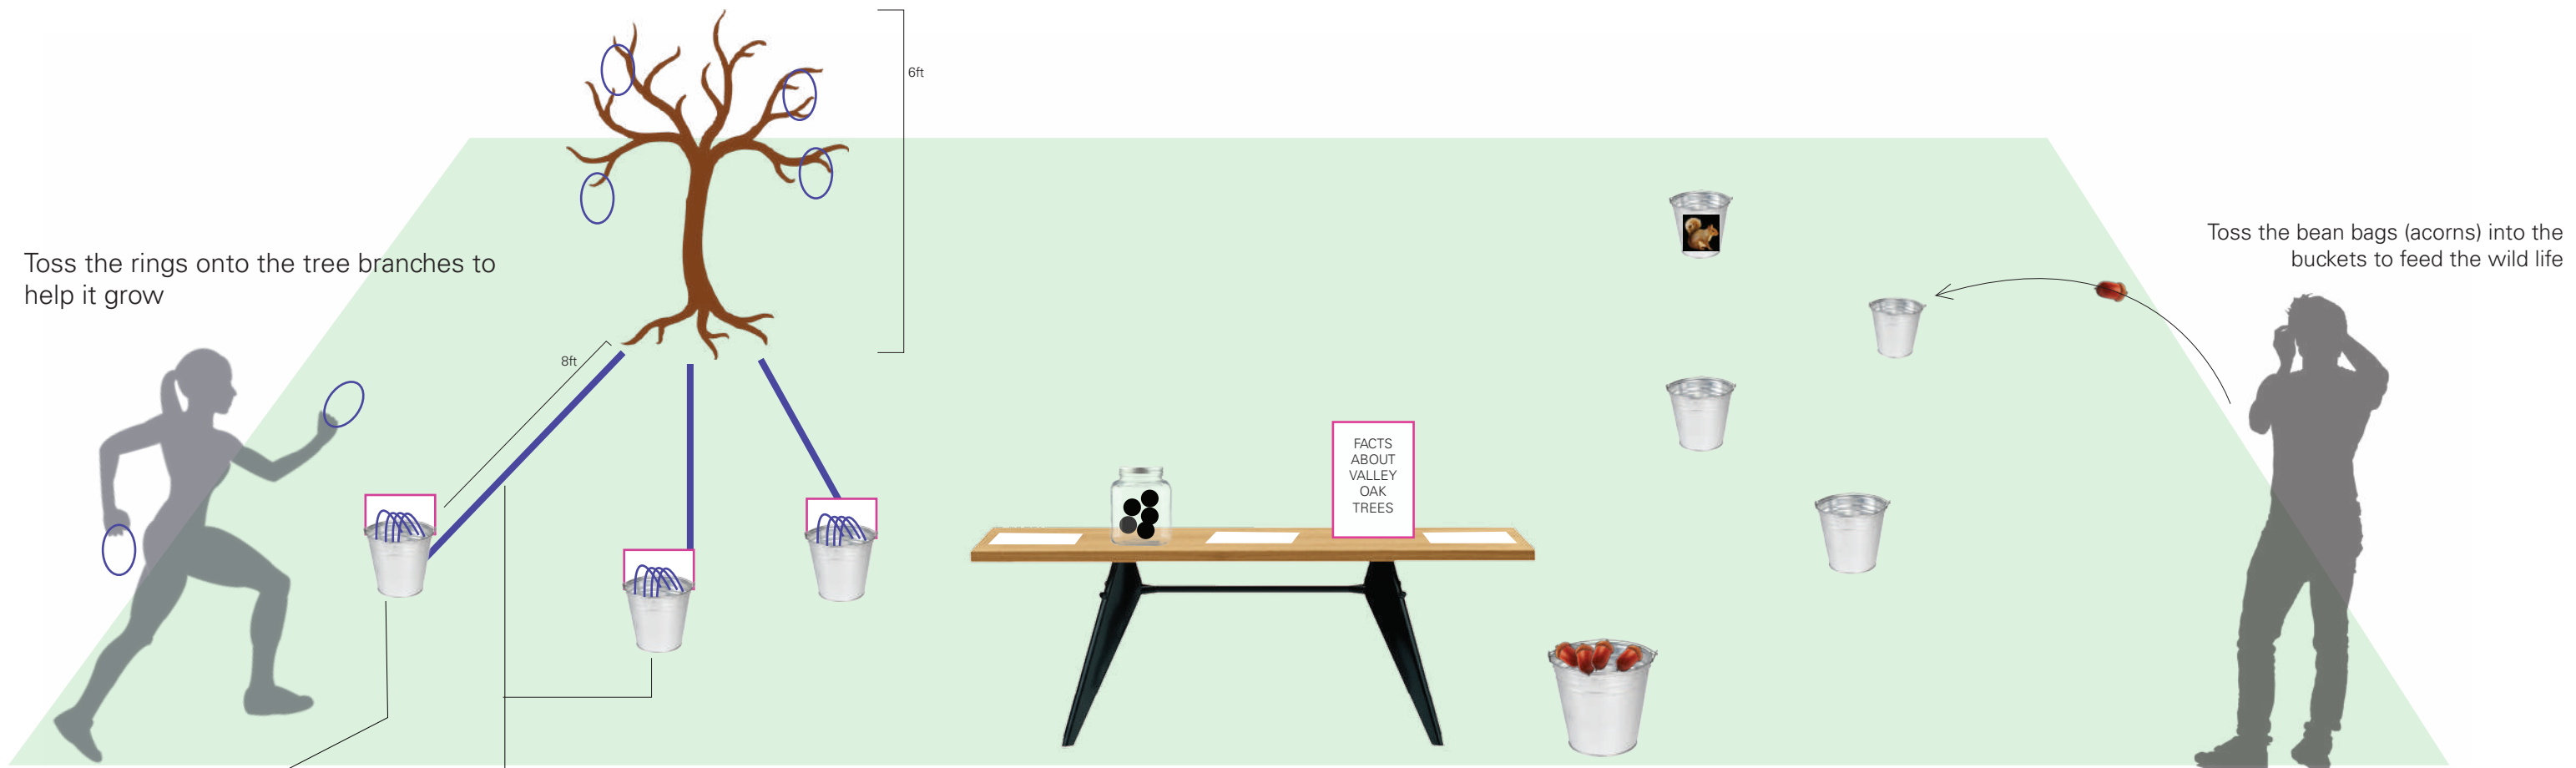 6ft
Toss the rings onto the tree branches to
help it grow
8ft
FACTS
ABOUT
VALLEY
OAK
TREES
Toss the bean bags (acorns) into the
buckets to feed the wild life